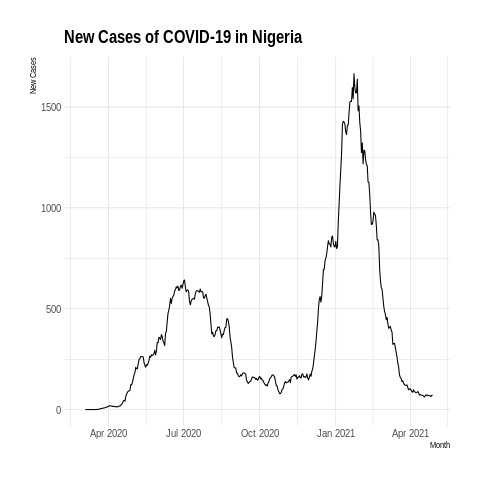 New Cases of COVID-19 in Nigeria
New Cases
1500
1000
500
0
Apr 2020 Jul 2020 Oct 2020 Jan 2021 Apr 2021
Month